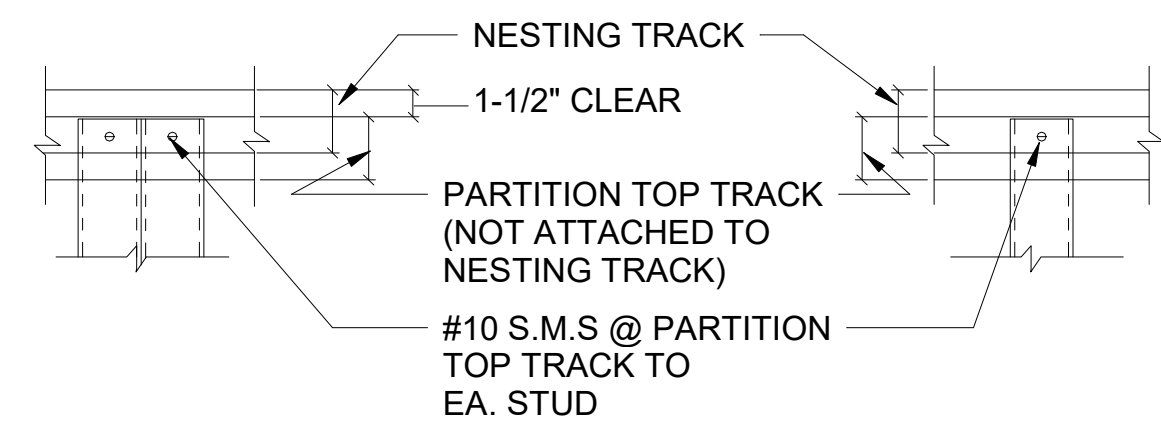 NESTING TRACK
1-1/2" CLEAR
PARTITION TOP TRACK
(NOT ATTACHED TO
NESTING TRACK)
#10 S.M.S @ PARTITION
TOP TRACK TO
EA. STUD